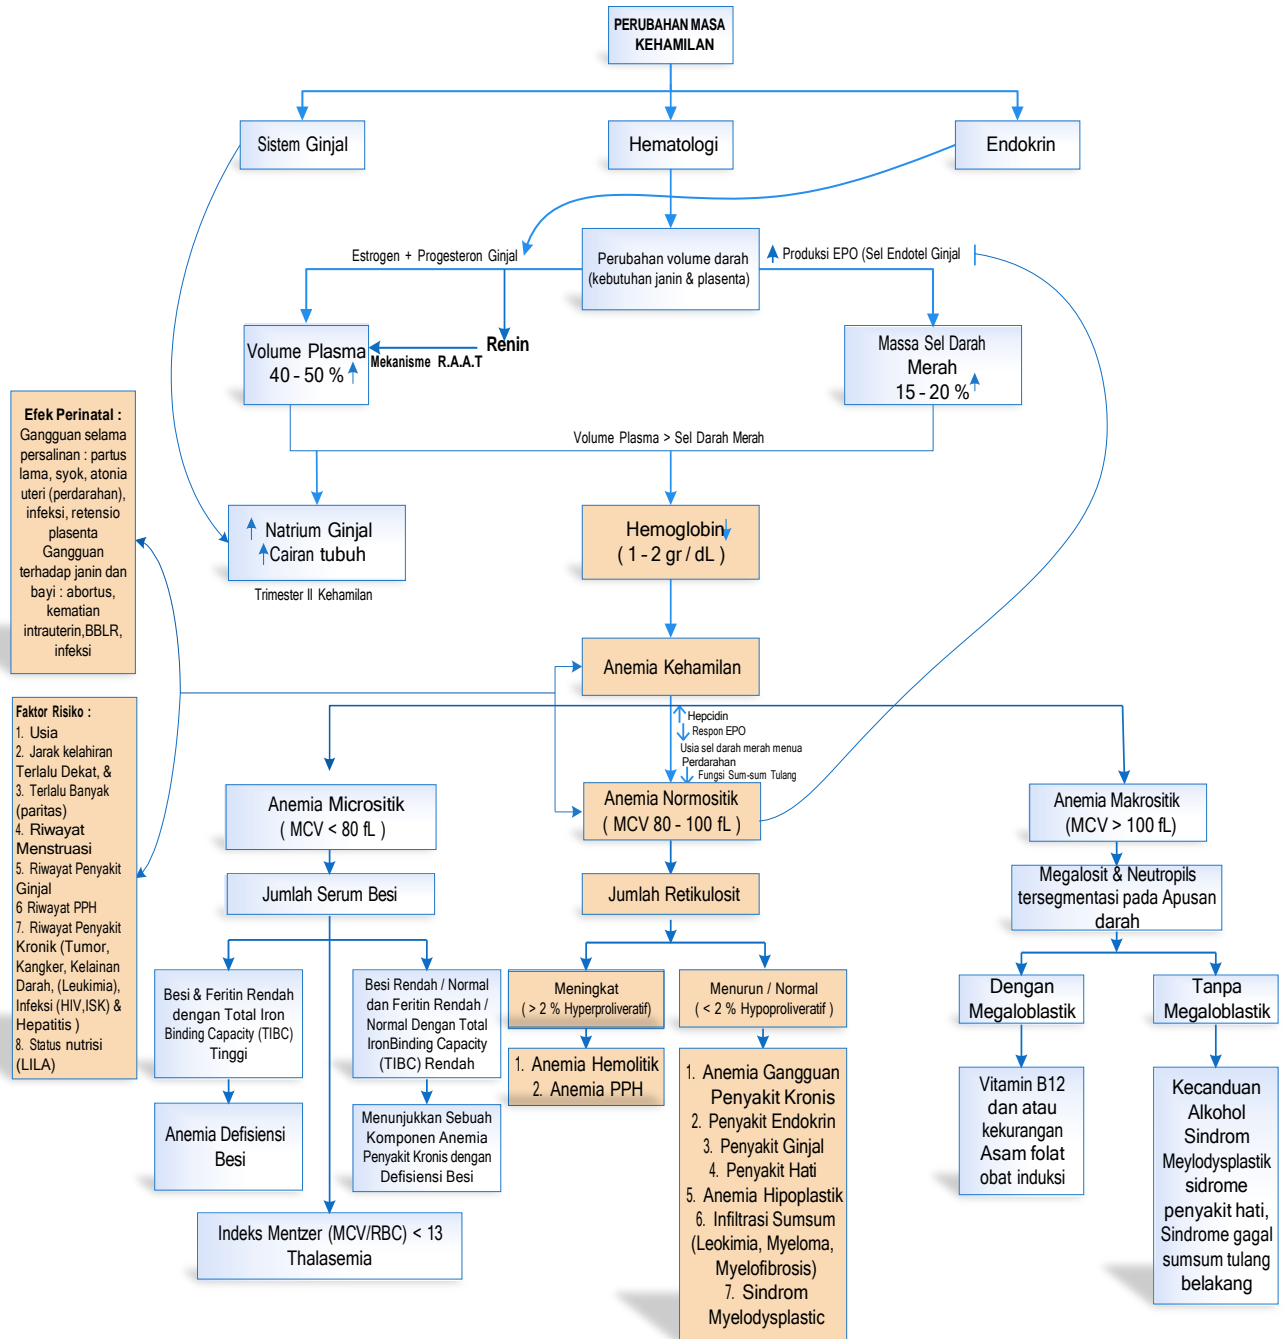 PERUBAHAN MASA
KEHAMILAN
Sistem Ginjal
Hematologi
Endokrin
Estrogen + Progesteron Ginjal
Perubahan volume darah
(kebutuhan janin & plasenta)
Produksi EPO (Sel Endotel Ginjal
Volume Plasma
40 - 50 %
Renin
Mekanisme R.A.A.T
Massa Sel Darah
Merah
15 - 20 %
Volume Plasma > Sel Darah Merah
Efek Perinatal :
Gangguan selama
persalinan : partus
lama, syok, atonia
uteri (perdarahan),
infeksi, retensio
plasenta
Gangguan
terhadap janin dan
bayi : abortus,
kematian
intrauterin,BBLR,
infeksi
Natrium Ginjal
Cairan tubuh
Trimester II Kehamilan
Hemoglobin
( 1 - 2 gr / dL )
Anemia Kehamilan
Hepcidin
Respon EPO
Usia sel darah merah menua
Perdarahan
Fungsi Sum-sum Tulang
Faktor Risiko :
1. Usia
2. Jarak kelahiran
Terlalu Dekat, &
3. Terlalu Banyak
(paritas)
4. Riwayat
Menstruasi
5. Riwayat Penyakit
Ginjal
6 Riwayat PPH
7. Riwayat Penyakit
Kronik (Tumor,
Kangker, Kelainan
Darah, (Leukimia),
Infeksi (HIV,ISK) &
Hepatitis )
8. Status nutrisi
(LILA)
Anemia Micrositik
( MCV < 80 fL )
Anemia Normositik
( MCV 80 - 100 fL )
Anemia Makrositik
(MCV > 100 fL)
Jumlah Serum Besi
Jumlah Retikulosit
Megalosit & Neutropils
tersegmentasi pada Apusan
darah
Besi & Feritin Rendah
dengan Total Iron
Binding Capacity (TIBC)
Tinggi
Besi Rendah / Normal
dan Feritin Rendah /
Normal Dengan Total
IronBinding Capacity
(TIBC) Rendah
Meningkat
( > 2 % Hyperproliveratif)
Menurun / Normal
( < 2 % Hypoproliveratif )
Dengan
Megaloblastik
Tanpa
Megaloblastik
Anemia Defisiensi
Besi
Menunjukkan Sebuah
Komponen Anemia
Penyakit Kronis dengan
Defisiensi Besi
1. Anemia Hemolitik
2. Anemia PPH
1. Anemia Gangguan
Penyakit Kronis
2. Penyakit Endokrin
3. Penyakit Ginjal
4. Penyakit Hati
5. Anemia Hipoplastik
6. Infiltrasi Sumsum
(Leokimia, Myeloma,
Myelofibrosis)
7. Sindrom
Myelodysplastic
Vitamin B12
dan atau
kekurangan
Asam folat
obat induksi
Kecanduan
Alkohol
Sindrom
Meylodysplastik
sidrome
penyakit hati,
Sindrome gagal
sumsum tulang
belakang
Indeks Mentzer (MCV/RBC) < 13
Thalasemia